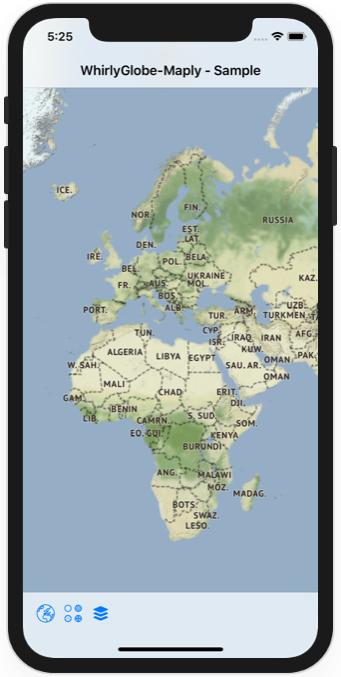 5:25
WhirlyGlobe-Maply - Sample
ICE.
FIN.
NOR.
RUSSIA
EST.
LAT.
DEN.
IRE.
POL.
BELA.
BEL.
UKRAINE
KAZ.
FR.
AUS.
MOL.
BOS.
ALB.
UZB.
PORT.
TUR.
ARM.
TURKMEN.
TUN.
CYP.
ISR.
IRAQ
IRAN
AFG.
ALGERIA
LIBYA
EGYPT
KUW.
PAK.
W. SAH.
SAU. AR.
OMAN
OMAN
MALI
CHAD
ERIT.
DJI.
GAM.
BENIN
LIB.
CAMRN.
S. SUD.
SOM.
EO. GUI.
KENYA
BURUNDI
ANG.
MALAWI
MOZ.
MADAG.
BOTS.
SWAZ.
LESO.